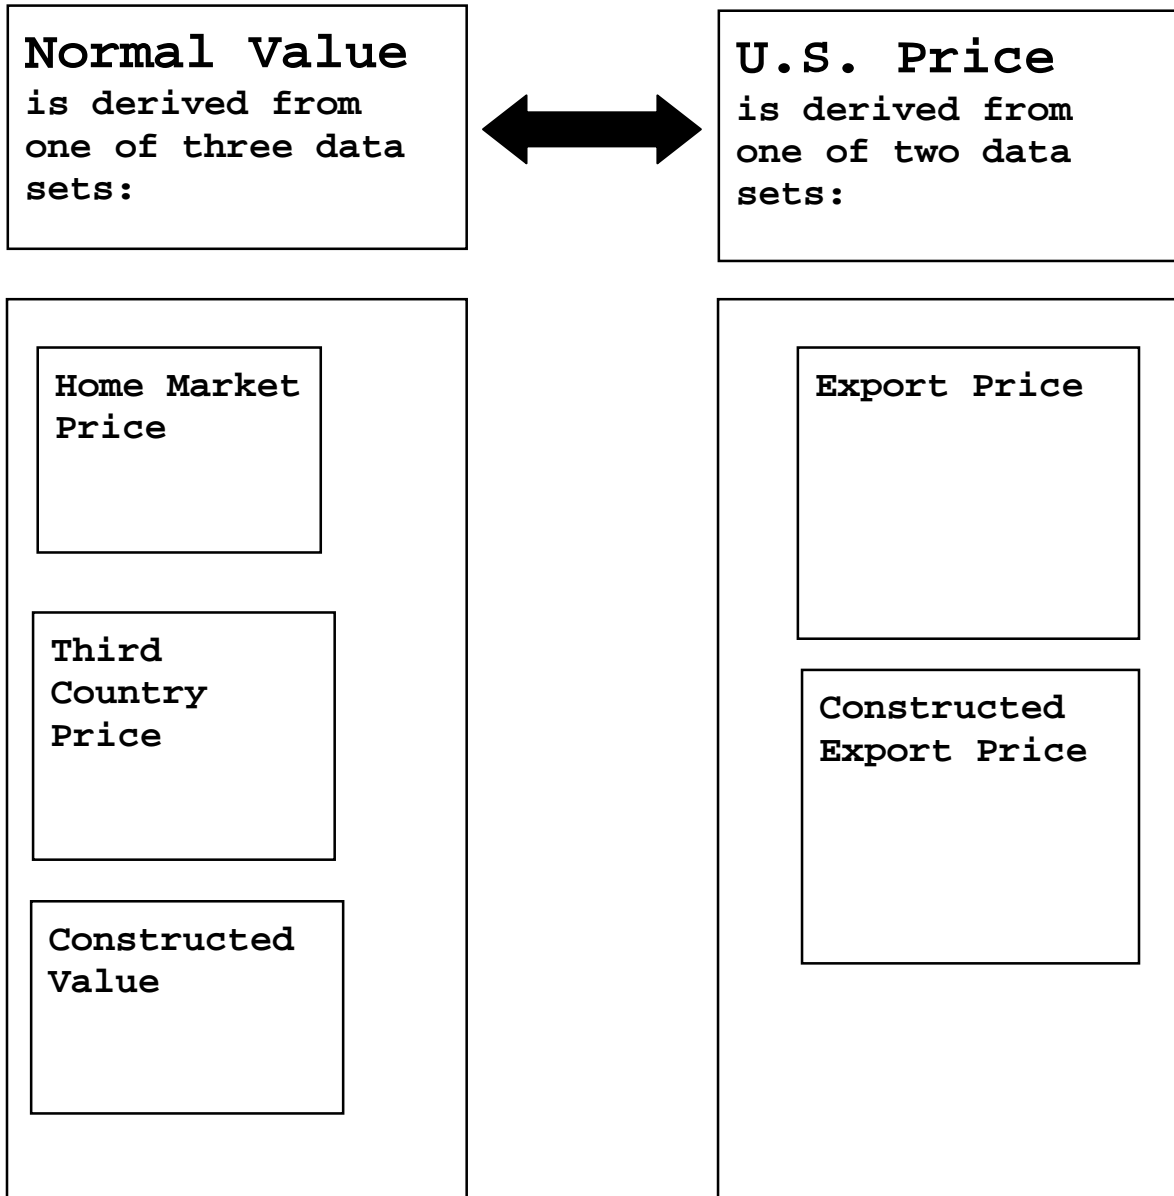 Normal Value
is derived from
one of three data
sets:
U.S. Price
is derived from
one of two data
sets:
Home Market
Price
Third
Country
Price
Constructed
Value
Export Price
Constructed
Export Price